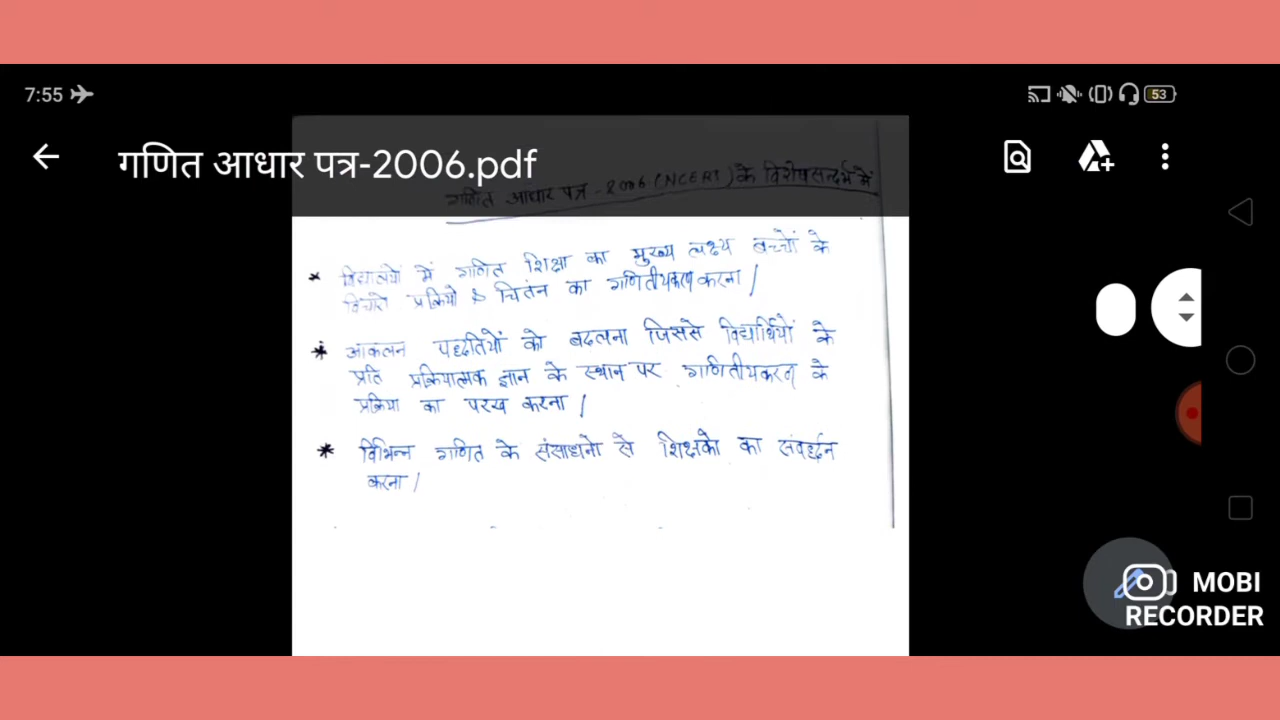 7:55
53
गणित आधार पत्र-2006.pdf
गणित आधार पत्र - 2006 (NCERT) के विशेष सन्दर्भ में
* विद्यालयों में गणित शिक्षा का मुख्य लक्ष्य बच्चों के
प्रक्रियो & चितंन का गणितीयकरण करना |
* आंकलन पद्धतियों को बदलना जिससे विद्यार्थियों के
प्रति प्रक्रियात्मक ज्ञान के स्थान पर गणितीयकरण के
प्रक्रिया का परख करना |
* विभिन्न गणित के संसाधनो से शिक्षको का संवर्द्दन
करना |
MOBI
RECORDER